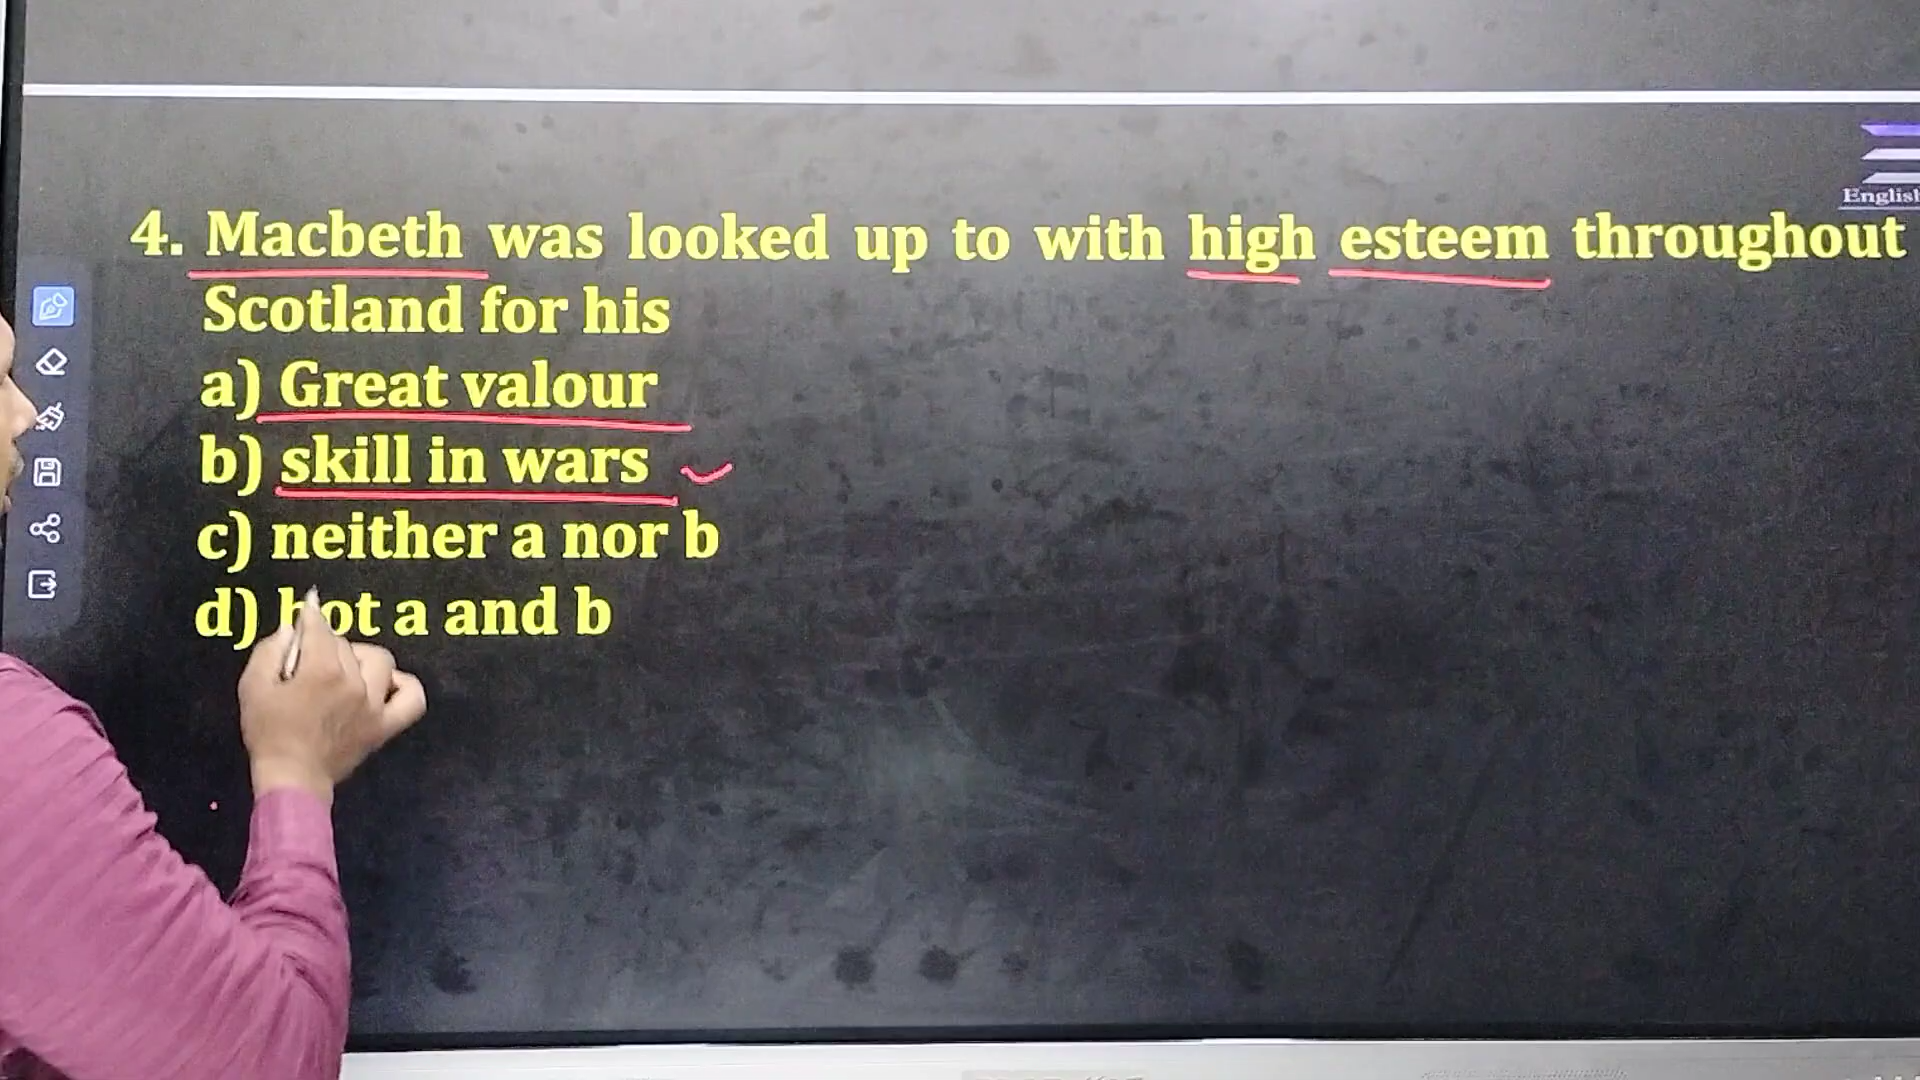 English
4. Macbeth was looked up to with high esteem throughout
Scotland for his
a) Great valour
b) skill in wars
c) neither a nor b
d) bot a and b